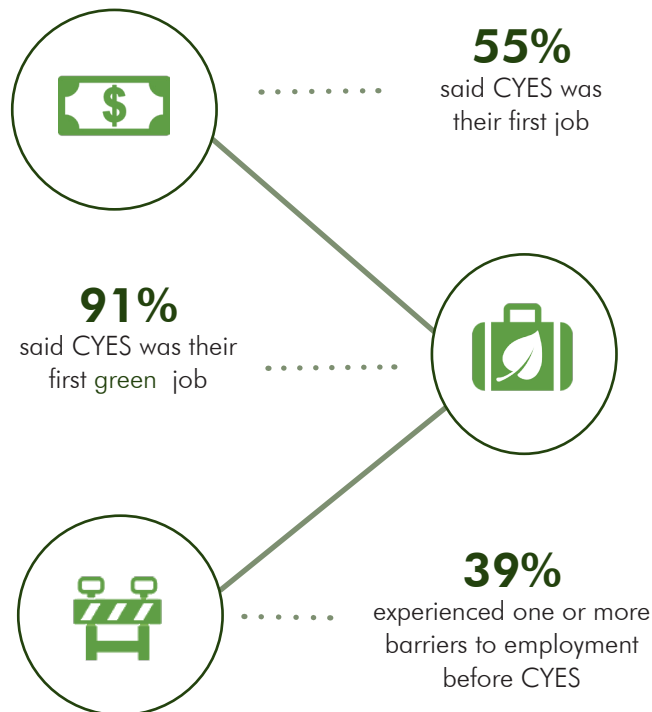 $
55%
said CYES was
their first job
91%
said CYES was their
first green job
39%
experienced one or more
barriers to employment
before CYES